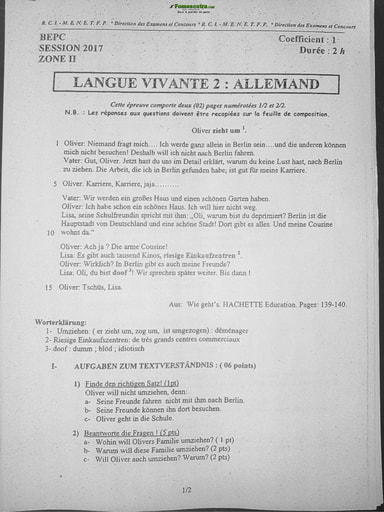 Fomesoutra.com
R. C. I. - M. E. N. E. T. F. P. * Direction des Examens et Concours * R. C. I. - M. E. N. E. T. F. P. * Direction des Examens et Concours
BEPC
SESSION 2017
ZONE II
Coefficient : 1
Durée : 2 h
LANGUE VIVANTE 2 : ALLEMAND
Cette épreuve comporte deux (02) pages numérotées 1/2 et 2/2.
N.B. : Les réponses aux questions doivent être recopiées sur la feuille de composition.
Oliver zieht um ¹.
1 Oliver: Niemand fragt mich.... Ich werde ganz allein in Berlin sein....und die anderen können
mich nicht besuchen! Deshalb will ich nicht nach Berlin fahren.
Vater: Gut, Oliver. Jetzt hast du uns im Detail erklärt, warum du keine Lust hast, nach Berlin
zu ziehen. Die Arbeit, die ich in Berlin gefunden habe, ist gut für meine Karriere.
5 Oliver: Karriere, Karriere, jaja..........
Vater: Wir werden ein großes Haus und einen schönen Garten haben.
Oliver: Ich habe schon ein schönes Haus. Ich will hier nicht weg.
Lisa, seine Schulfreundin spricht mit ihm: „Oli, warum bist du deprimiert? Berlin ist die
Hauptstadt von Deutschland und eine schöne Stadt! Dort gibt es alles. Und meine Cousine
10 wohnt da."
Oliver: Ach ja ? Die arme Cousine!
Lisa: Es gibt auch tausend Kinos, riesige Einkaufzentren ².
Oliver: Wirklich? In Berlin gibt es auch meine Freunde?
Lisa: Oli, du bist doof ³! Wir sprechen später weiter. Bis dann !
15 Oliver: Tschüs, Lisa.
Aus: Wie geht's. HACHETTE Education. Pages: 139-140.
Worterklärung:
1- Umziehen: ( er zieht um, zog um, ist umgezogen) : déménager
2- Riesige Einkaufszentren: de très grands centres commerciaux
3- doof : dumm ; blöd ; idiotisch
I- AUFGABEN ZUM TEXTVERSTÄNDNIS : ( 06 points)
1) Finde den richtigen Satz! (1pt)
Oliver will nicht umziehen, denn:
a- Seine Freunde fahren nicht mit ihm nach Berlin.
b- Seine Freunde können ihn dort besuchen.
c- Oliver geht in die Schule.
2) Beantworte die Fragen ! (5 pts)
a- Wohin will Olivers Familie umziehen? ( 1 pt)
b- Warum will diese Familie umziehen? (2 pts)
c- Will Oliver auch umziehen? Warum? (2 pts)
1/2